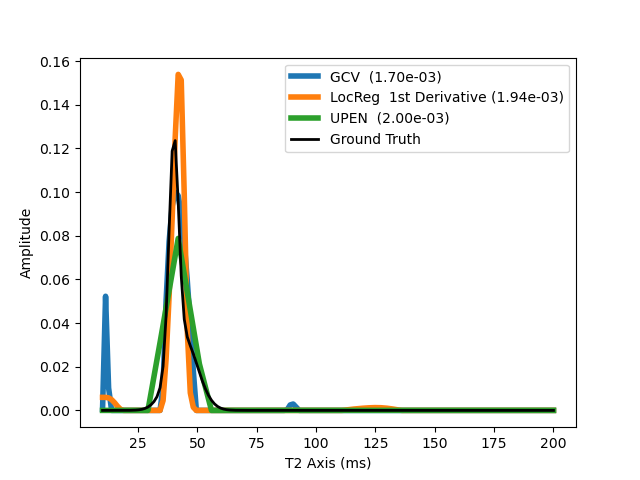 0.16
0.14
0.12
0.10
0.08
0.06
0.04
0.02
0.00
Amplitude
GCV (1.70e-03)
LocReg 1st Derivative (1.94e-03)
UPEN (2.00e-03)
Ground Truth
25 50 75 100 125 150 175 200
T2 Axis (ms)